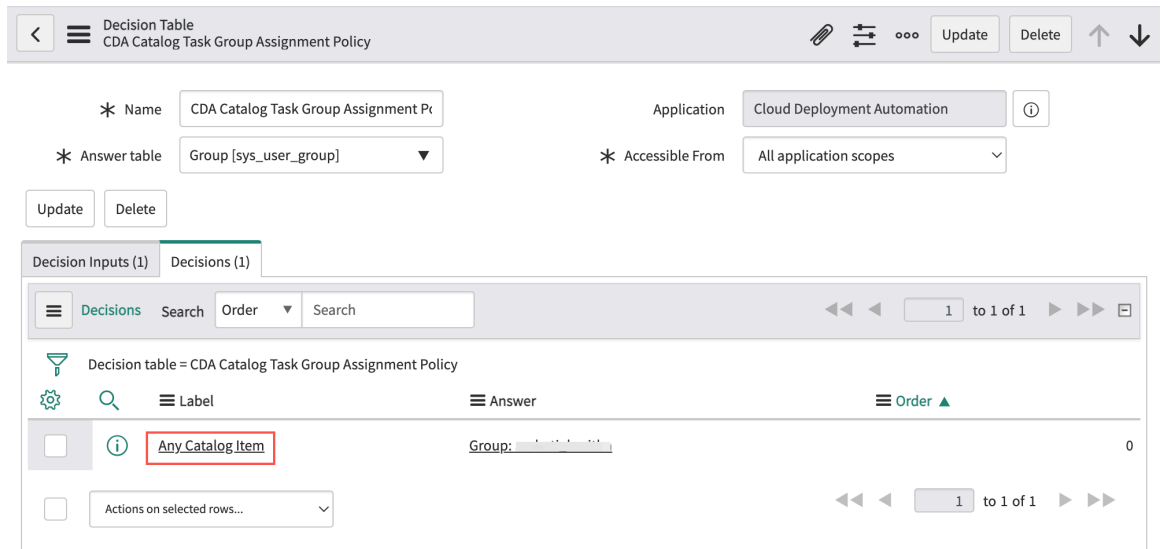 Decision Table
CDA Catalog Task Group Assignment Policy
Update
Delete
Name
CDA Catalog Task Group Assignment Po
Application
Cloud Deployment Automation
Answer table
Group [sys_user_group]
Accessible From
All application scopes
Update
Delete
Decision Inputs (1)
Decisions (1)
Decisions
Search
Order
Search
1 to 1 of 1
Decision table = CDA Catalog Task Group Assignment Policy
Label
Answer
Order
Any Catalog Item
Group:
0
Actions on selected rows...
1 to 1 of 1